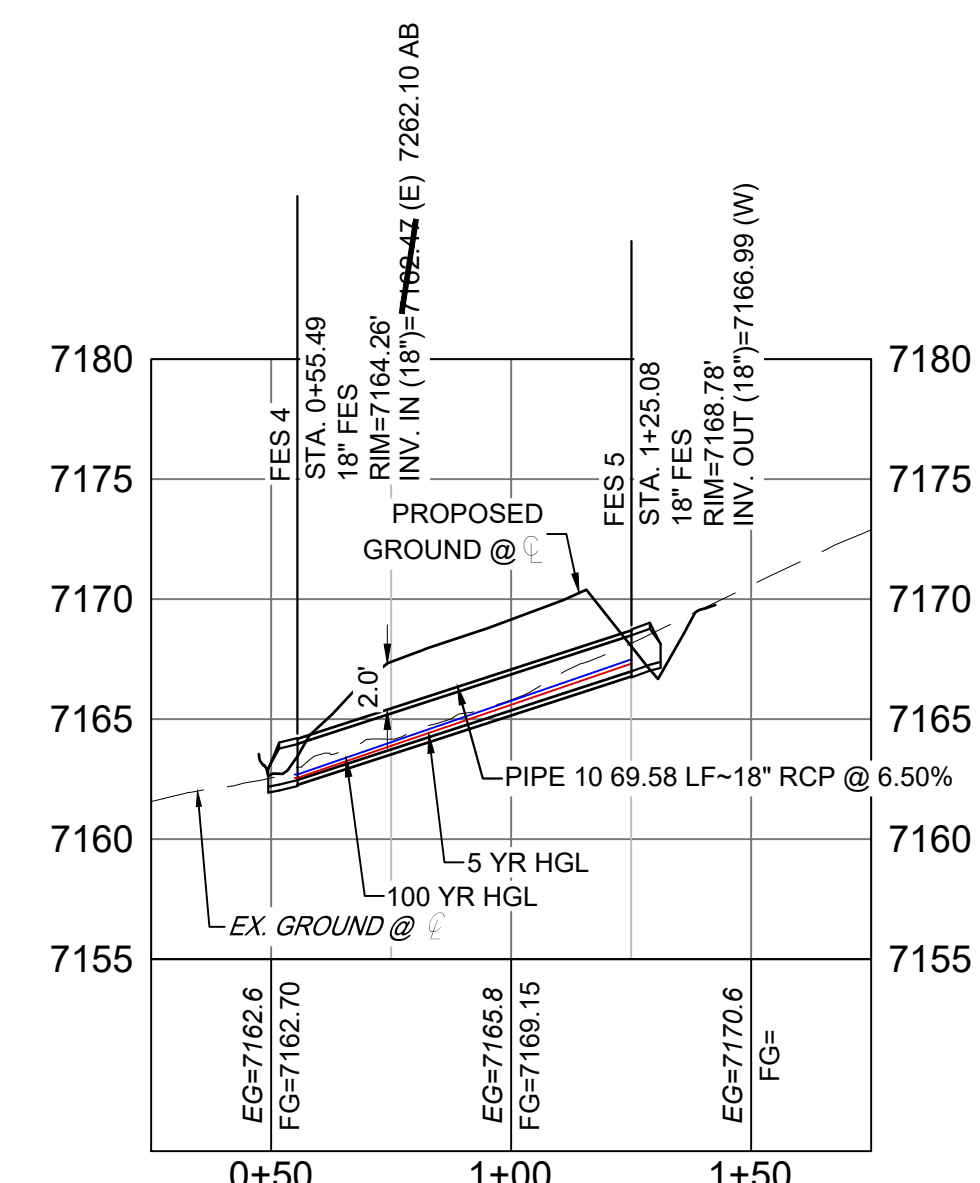 FES 4
STA. 0+55.49
18" FES
RIM=7164.26'
INV. IN (18")=7162.47 (E) 7262.10 AB
FES 5
STA. 1+25.08
18" FES
RIM=7168.78'
INV. OUT (18")=7166.99 (W)
7180 7180
7175 7175
PROPOSED
GROUND @ ℄
7170 7170
2.0'
7165 7165
PIPE 10 69.58 LF~18" RCP @ 6.50%
7160 7160
5 YR HGL
100 YR HGL
EX. GROUND @ ℄
7155 7155
EG=7162.6
FG=7162.70
EG=7165.8
FG=7169.15
EG=7170.6
FG=
0+50 1+00 1+50